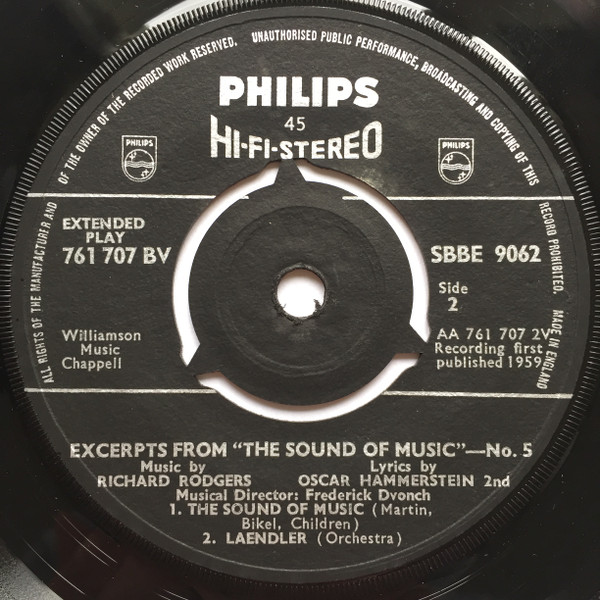 ALL RIGHTS OF THE MANUFACTURER AND OF THE OWNER OF THE RECORDED WORK RESERVED. UNAUTHORISED PUBLIC PERFORMANCE, BROADCASTING AND COPYING OF THIS RECORD PROHIBITED. MADE IN ENGLAND
PHILIPS
45
HI-FI-STEREO
PHILIPS
PHILIPS
EXTENDED
PLAY
761 707 BV
SBBE 9062
Side
2
Williamson
Music
Chappell
AA 761 707 2V
Recording first
published 1959
EXCERPTS FROM "THE SOUND OF MUSIC"—No. 5
Music by Lyrics by
RICHARD RODGERS OSCAR HAMMERSTEIN 2nd
Musical Director: Frederick Dvonch
1. THE SOUND OF MUSIC (Martin,
Bikel, Children)
2. LAENDLER (Orchestra)